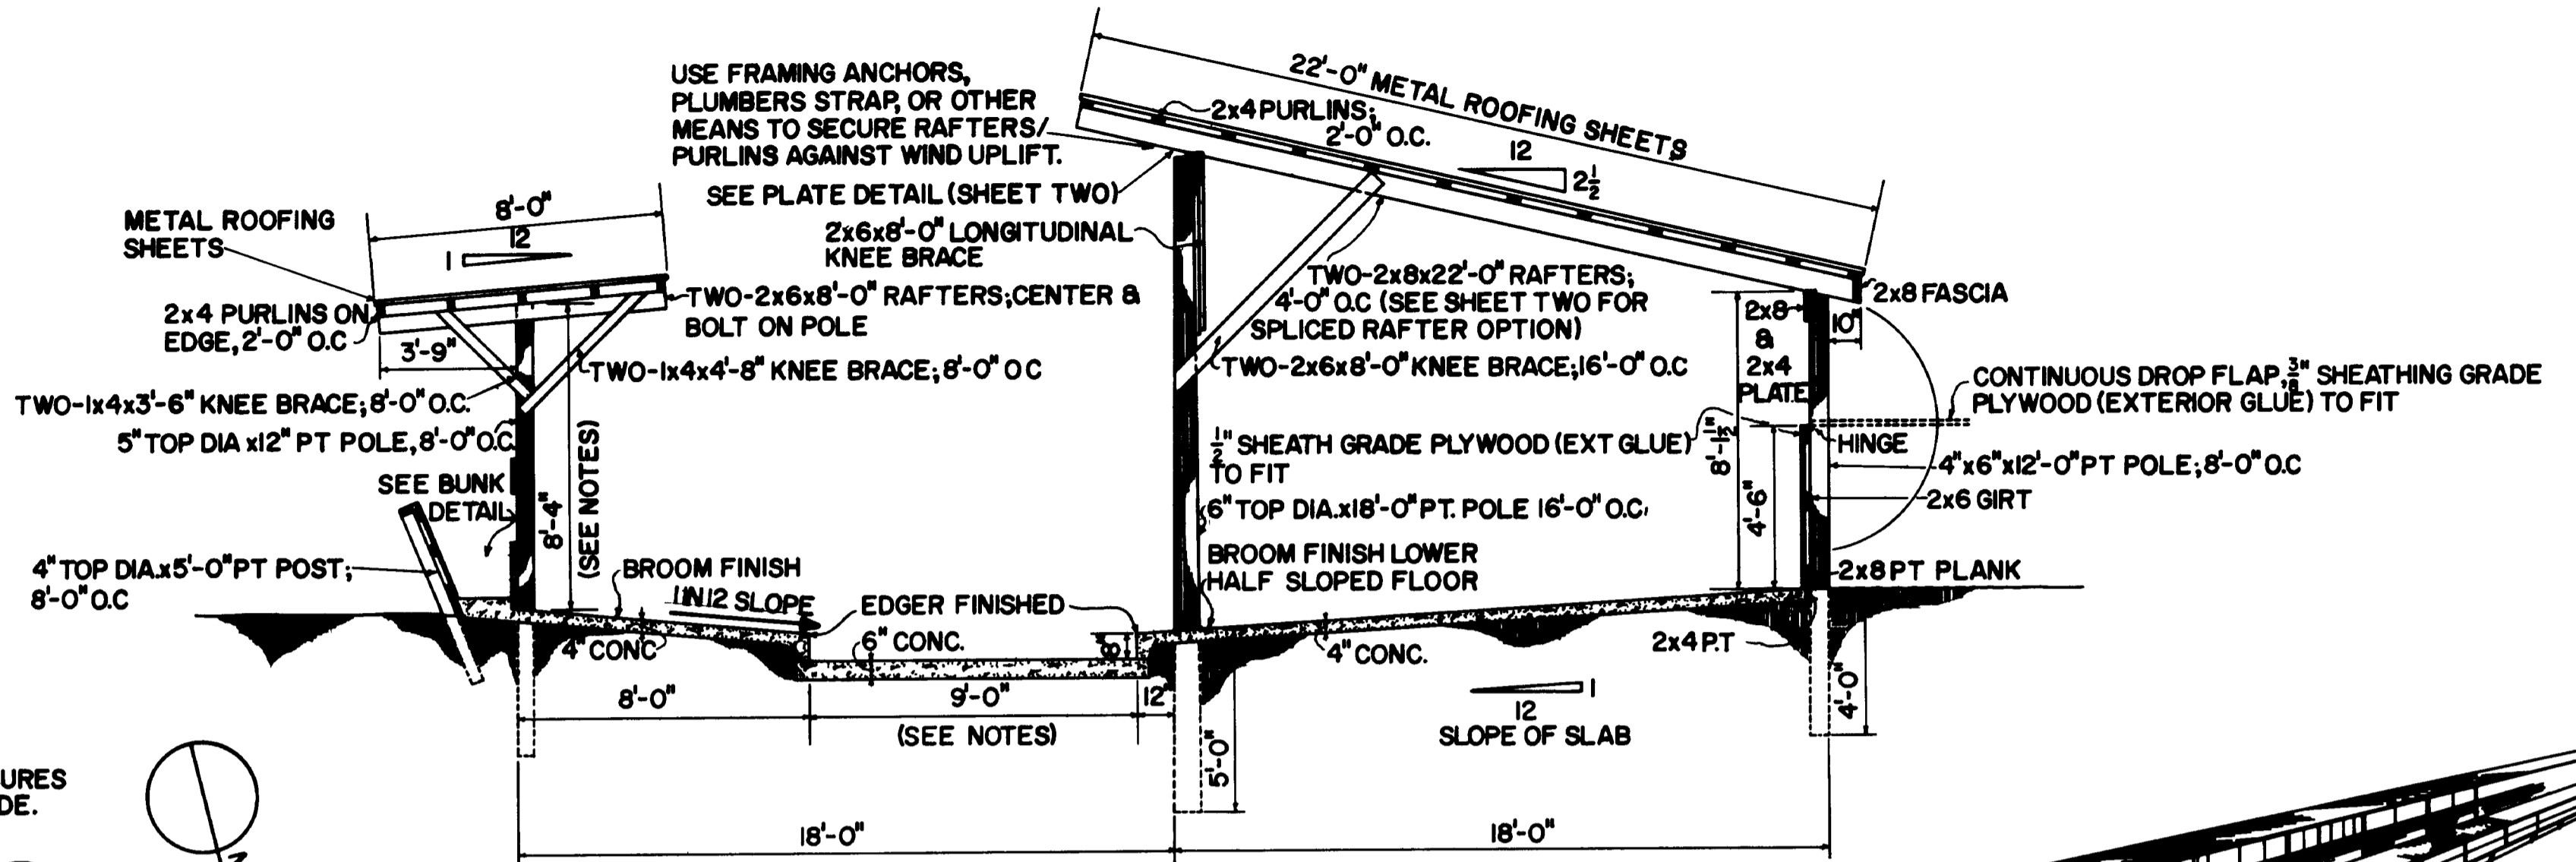 USE FRAMING ANCHORS,
PLUMBERS STRAP, OR OTHER
MEANS TO SECURE RAFTERS/
PURLINS AGAINST WIND UPLIFT.
SEE PLATE DETAIL (SHEET TWO)
2x6x8'-0" LONGITUDINAL
KNEE BRACE
22'-0" METAL ROOFING SHEETS
2x4 PURLINS;
2'-0" O.C.
12
2 1/2
METAL ROOFING
SHEETS
8'-0"
12
1
2x4 PURLINS ON
EDGE, 2'-0" O.C
3'-9"
TWO-2x6x8'-0" RAFTERS; CENTER &
BOLT ON POLE
TWO-1x4x4'-8" KNEE BRACE; 8'-0" O C
TWO-1x4x3'-6" KNEE BRACE; 8'-0" O.C.
5" TOP DIA x12" PT POLE, 8'-0" O.C
SEE BUNK
DETAIL
8'-4"
(SEE NOTES)
4" TOP DIA.x5'-0" PT POST;
8'-0" O.C
TWO-2x8x22'-0" RAFTERS;
4'-0" O.C (SEE SHEET TWO FOR
SPLICED RAFTER OPTION)
TWO-2x6x8'-0" KNEE BRACE; 16'-0" O.C
1/2" SHEATH GRADE PLYWOOD (EXT GLUE)
TO FIT
6" TOP DIA.x18'-0" PT. POLE 16'-0" O.C.
BROOM FINISH LOWER
HALF SLOPED FLOOR
2x8
&
2x4
PLATE
10"
2x8 FASCIA
8'-1 1/2"
4'-6"
CONTINUOUS DROP FLAP, 3/8" SHEATHING GRADE
PLYWOOD (EXTERIOR GLUE) TO FIT
HINGE
4"x6"x12'-0" PT POLE; 8'-0" O.C
2x6 GIRT
2x8 PT PLANK
BROOM FINISH
1 IN 12 SLOPE
EDGER FINISHED
4" CONC
6" CONC.
8"
4" CONC.
2x4 P.T
4'-0"
8'-0"
9'-0"
12"
(SEE NOTES)
12
1
SLOPE OF SLAB
5'-0"
18'-0"
18'-0"
URES
DE.